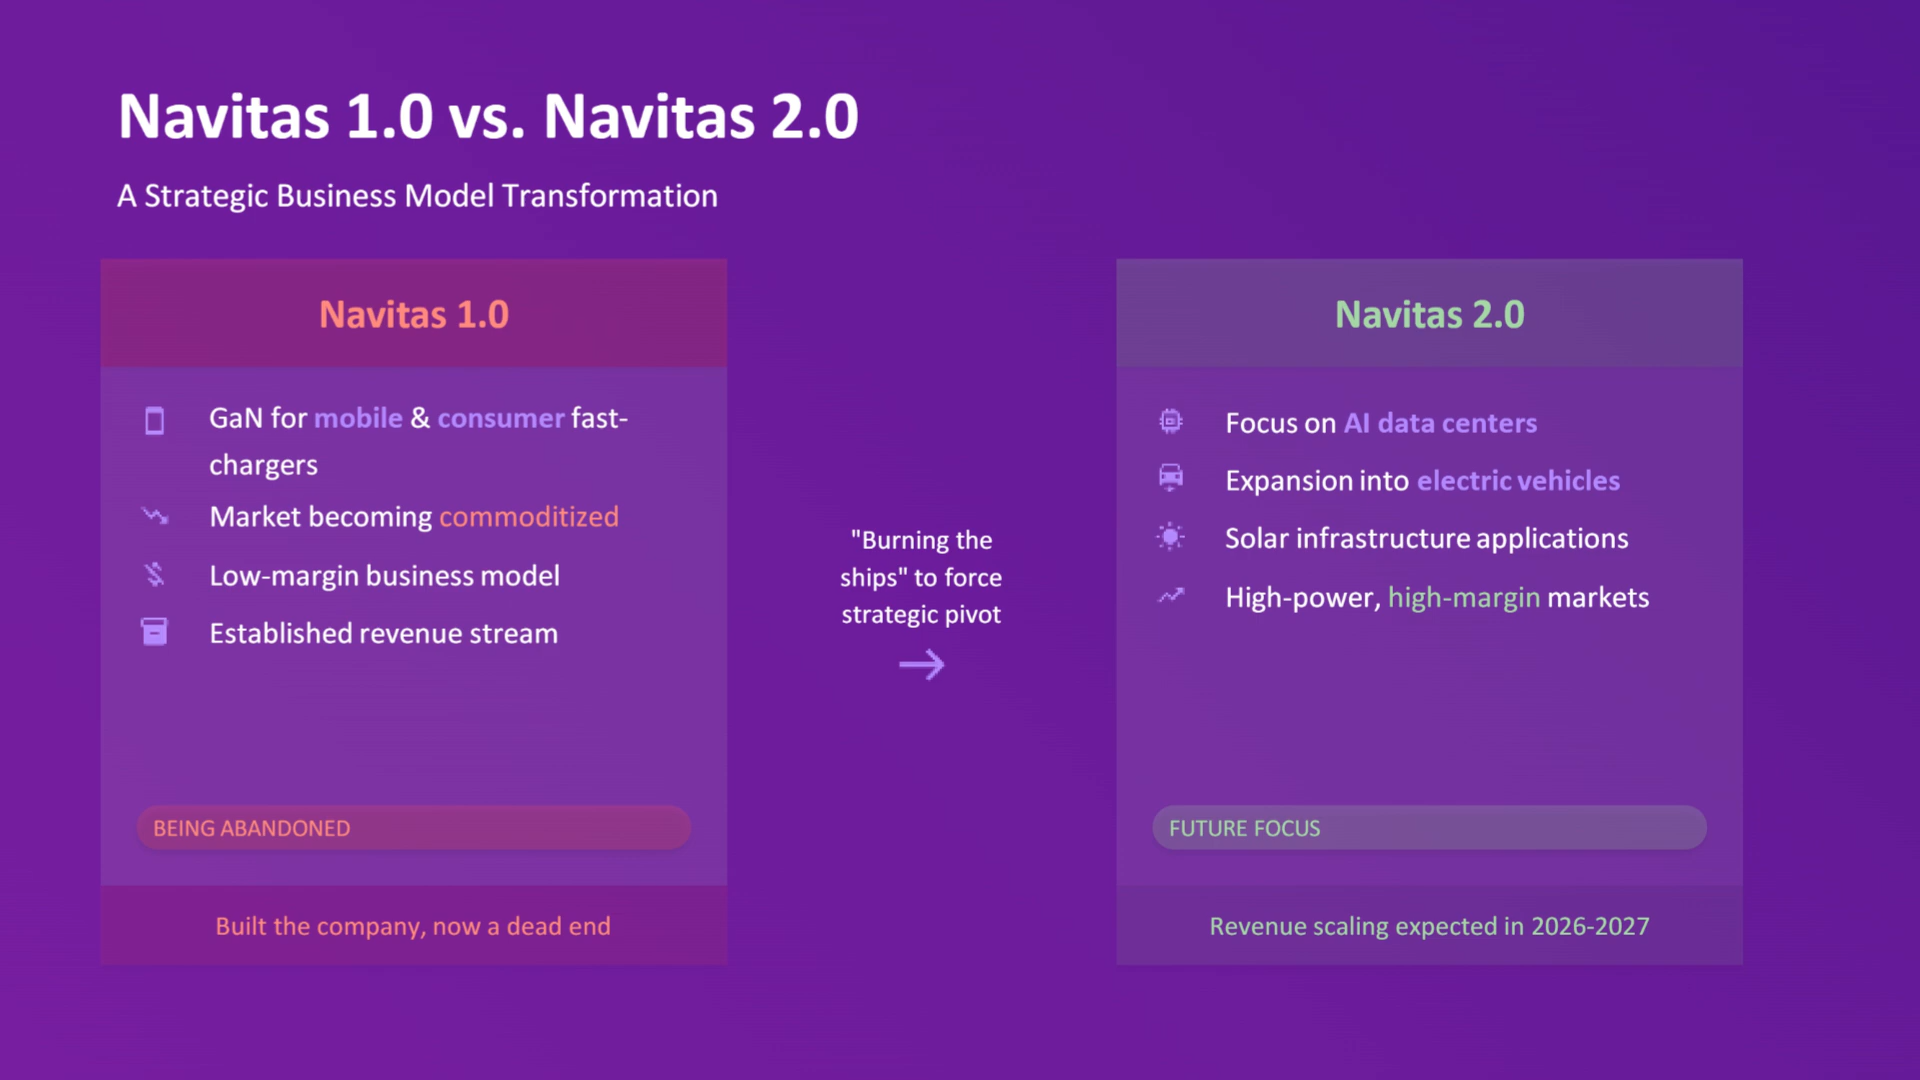 Navitas 1.0 vs. Navitas 2.0
A Strategic Business Model Transformation
Navitas 1.0
GaN for mobile & consumer fast-
chargers
Market becoming commoditized
Low-margin business model
Established revenue stream
BEING ABANDONED
Built the company, now a dead end
"Burning the
ships" to force
strategic pivot
Navitas 2.0
Focus on AI data centers
Expansion into electric vehicles
Solar infrastructure applications
High-power, high-margin markets
FUTURE FOCUS
Revenue scaling expected in 2026-2027